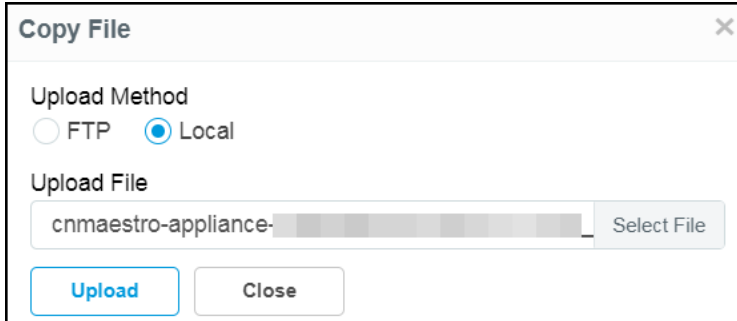 Copy File
Upload Method
FTP Local
Upload File
cnmaestro-appliance- _ Select File
Upload Close